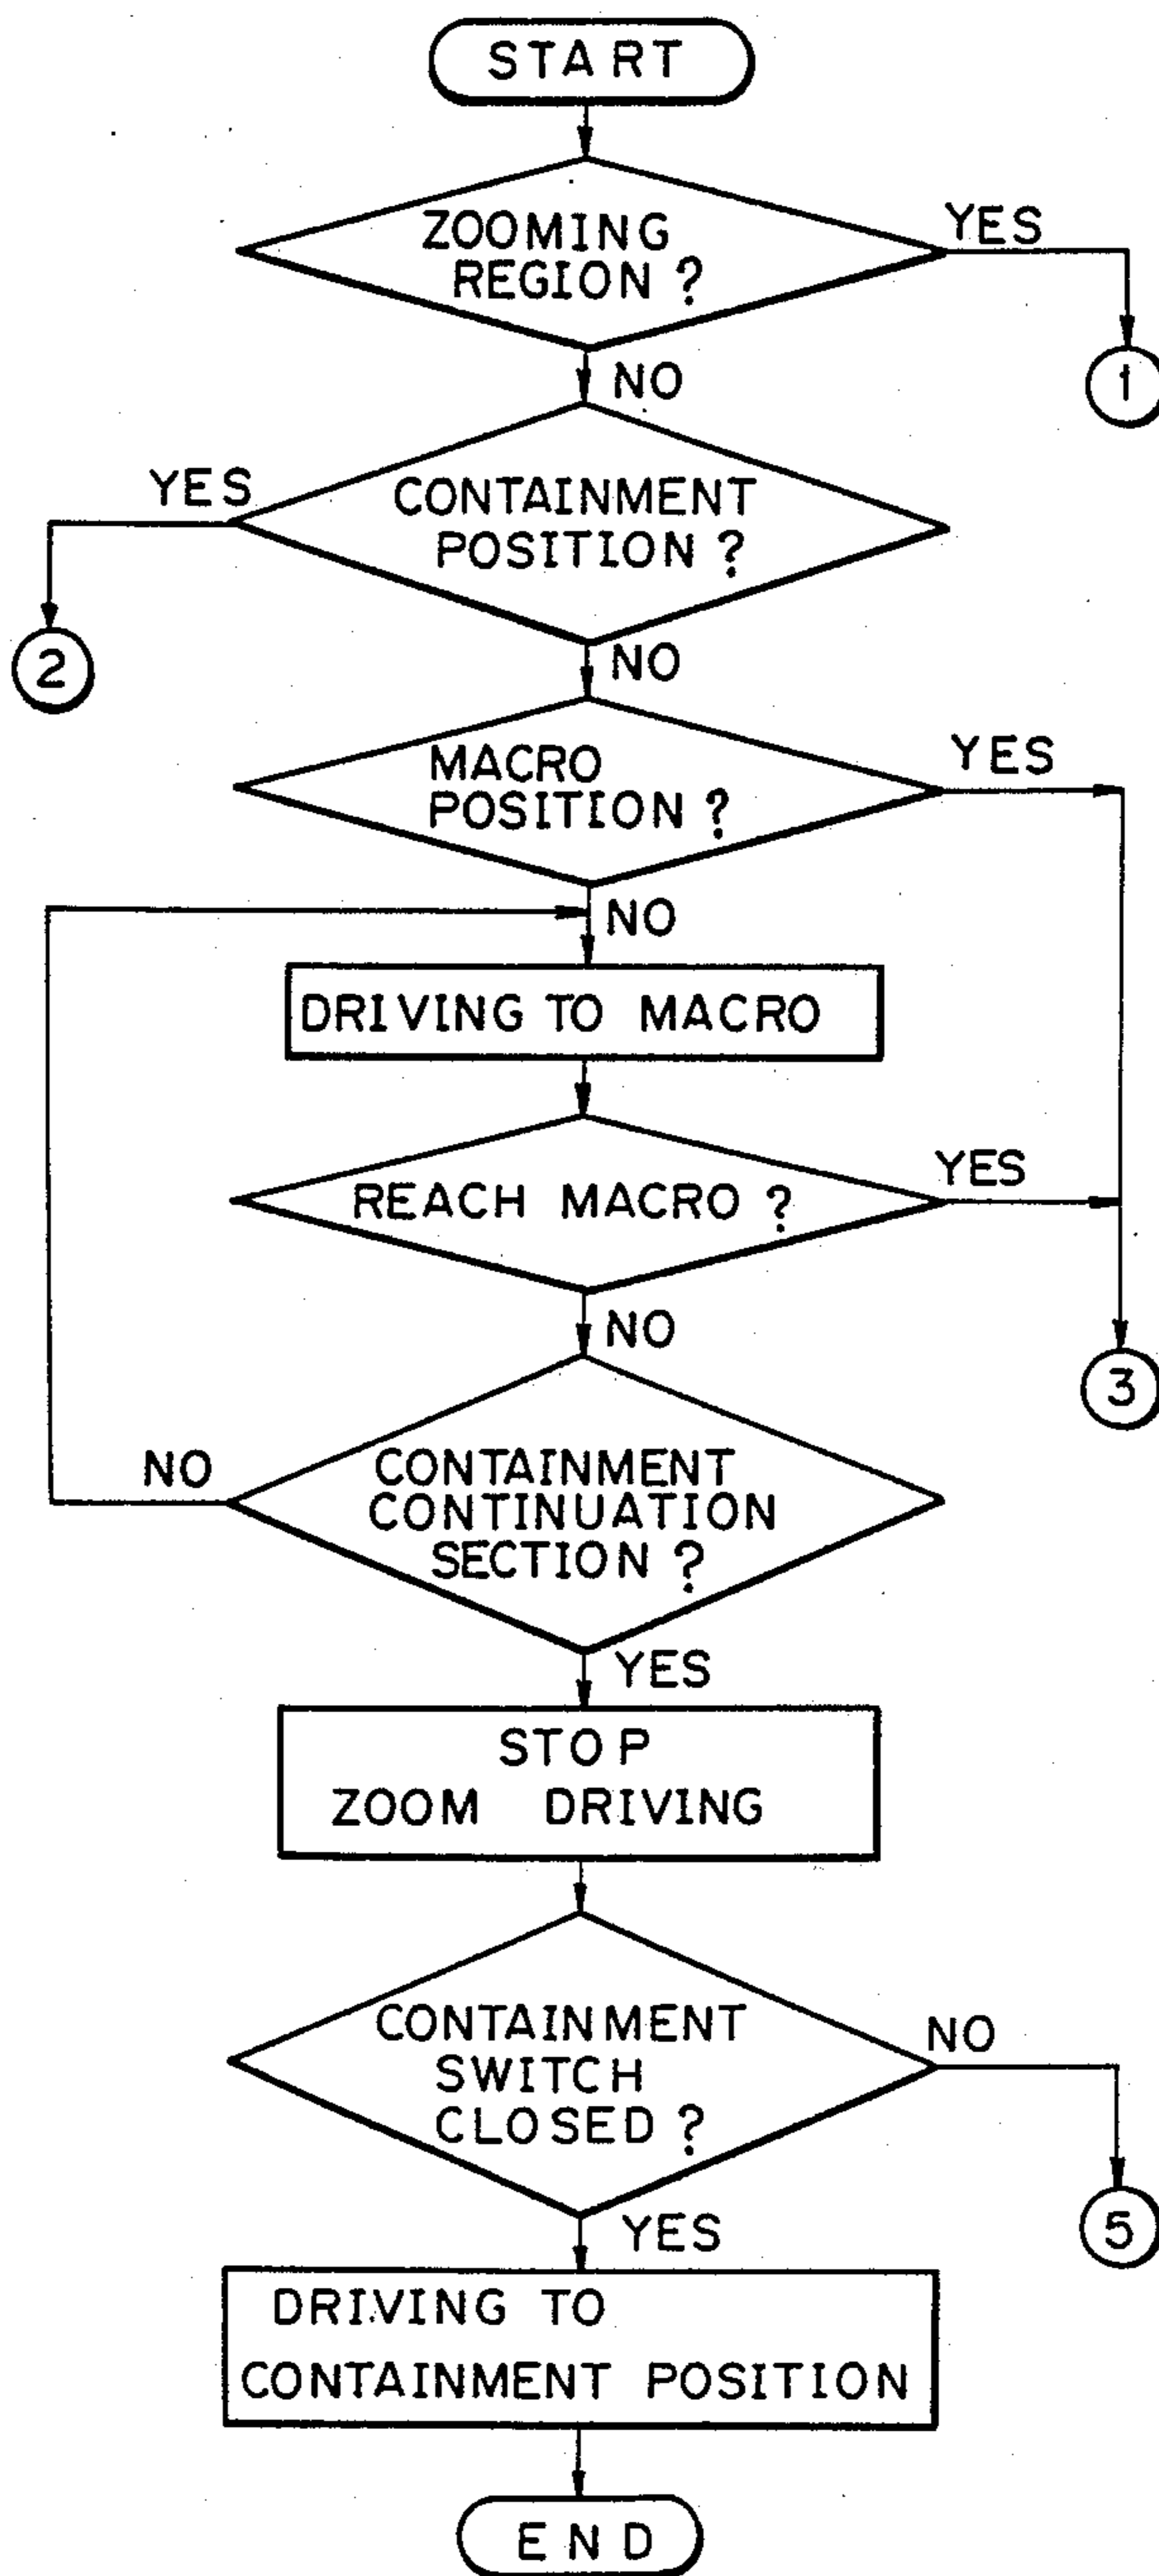 START
ZOOMING
REGION ?
YES
1
NO
YES
CONTAINMENT
POSITION ?
2
NO
MACRO
POSITION ?
YES
NO
DRIVING TO MACRO
REACH MACRO ?
YES
NO
3
NO
CONTAINMENT
CONTINUATION
SECTION ?
YES
STOP
ZOOM DRIVING
CONTAINMENT
SWITCH
CLOSED ?
NO
5
YES
DRIVING TO
CONTAINMENT POSITION
END